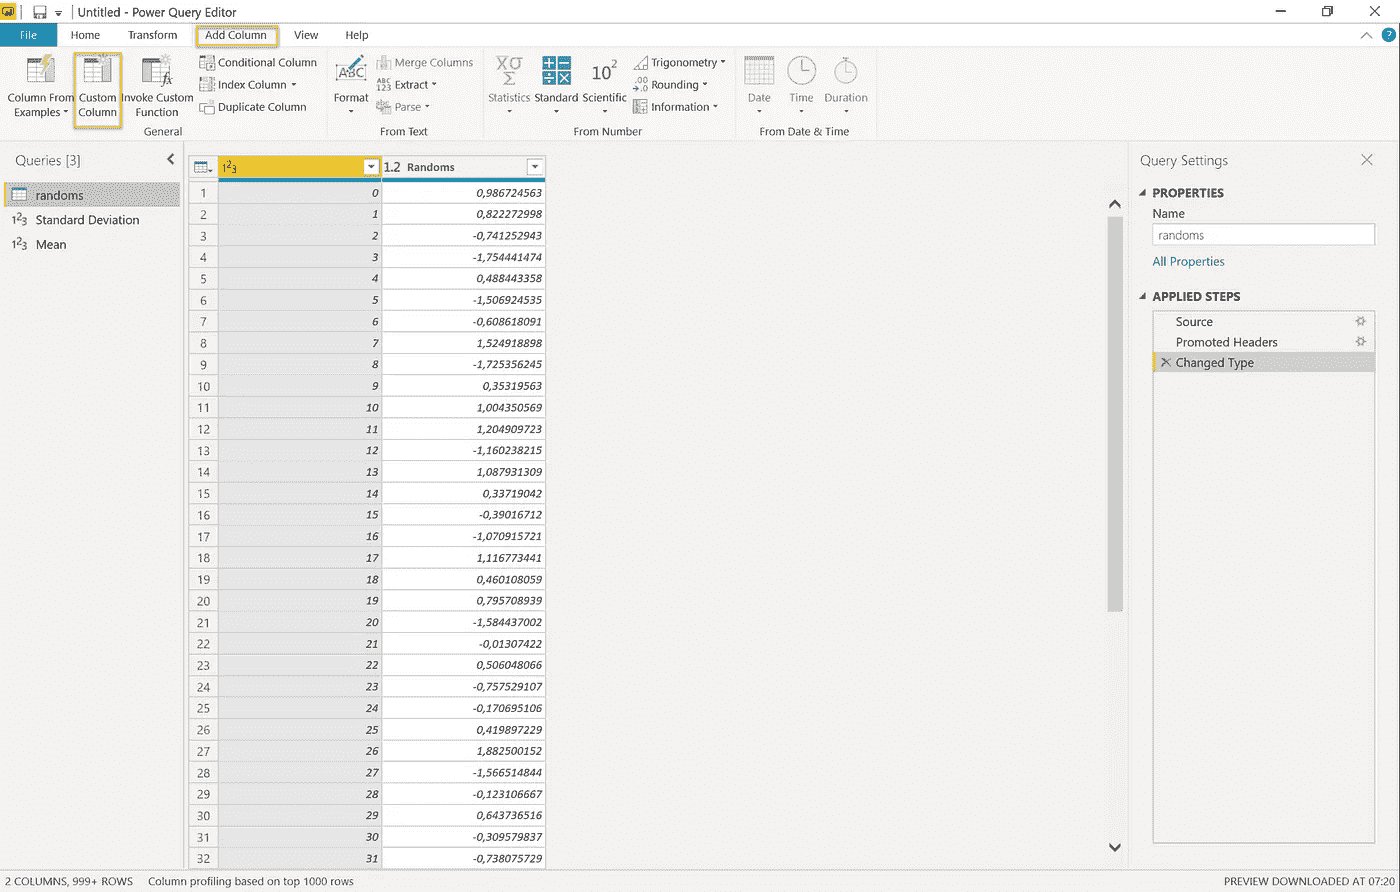 Untitled - Power Query Editor
File Home Transform Add Column View Help
Column From Examples
Custom Column
Invoke Custom Function
Conditional Column
Index Column
Duplicate Column
General
ABC
Format
Merge Columns
ABC 123 Extract
Parse
From Text
XO Σ
Statistics
Standard
10²
Scientific
Trigonometry
.00 Rounding
Information
From Number
Date
Time
Duration
From Date & Time
Queries [3]
randoms
1²3 Standard Deviation
1²3 Mean
1²3 1.2 Randoms
1 0 0,986724563
2 1 0,822272998
3 2 -0,741252943
4 3 -1,754441474
5 4 0,488443358
6 5 -1,506924535
7 6 -0,608618091
8 7 1,524918898
9 8 -1,725356245
10 9 0,35319563
11 10 1,004350569
12 11 1,204909723
13 12 -1,160238215
14 13 1,087931309
15 14 0,33719042
16 15 -0,39016712
17 16 -1,070915721
18 17 1,116773441
19 18 0,460108059
20 19 0,795708939
21 20 -1,584437002
22 21 -0,01307422
23 22 0,506048066
24 23 -0,757529107
25 24 -0,170695106
26 25 0,419897229
27 26 1,882500152
28 27 -1,566514844
29 28 -0,123106667
30 29 0,643736516
31 30 -0,309579837
32 31 -0,738075729
Query Settings
PROPERTIES
Name
randoms
All Properties
APPLIED STEPS
Source
Promoted Headers
Changed Type
2 COLUMNS, 999+ ROWS Column profiling based on top 1000 rows
PREVIEW DOWNLOADED AT 07:20